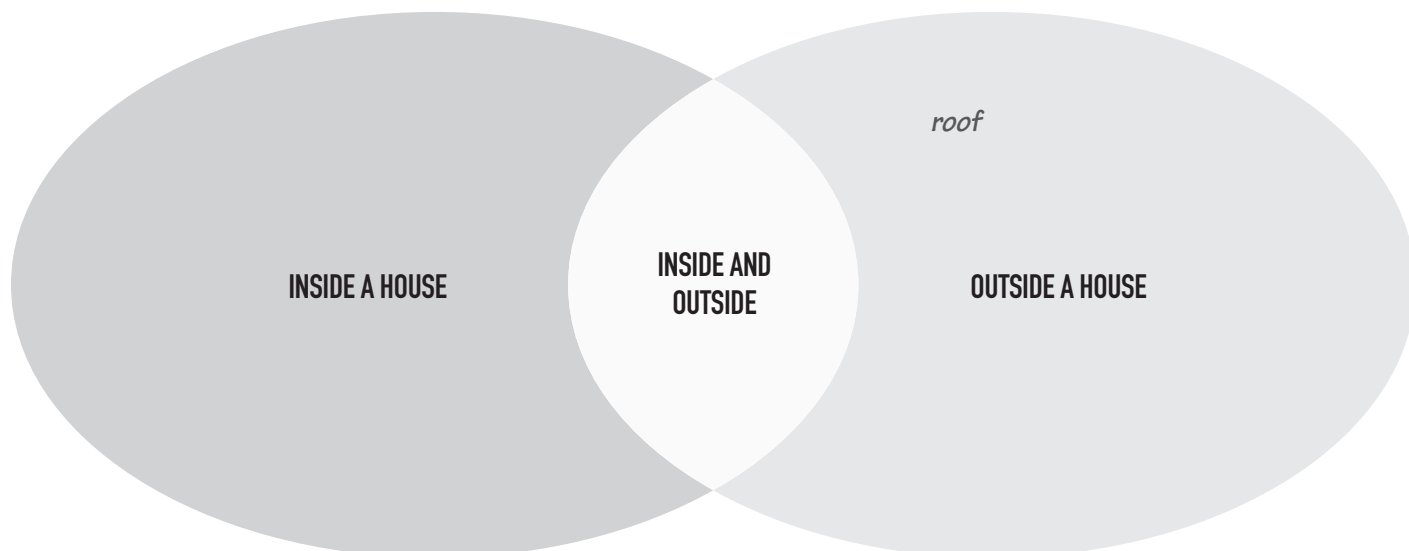 roof
INSIDE A HOUSE
INSIDE AND
OUTSIDE
OUTSIDE A HOUSE